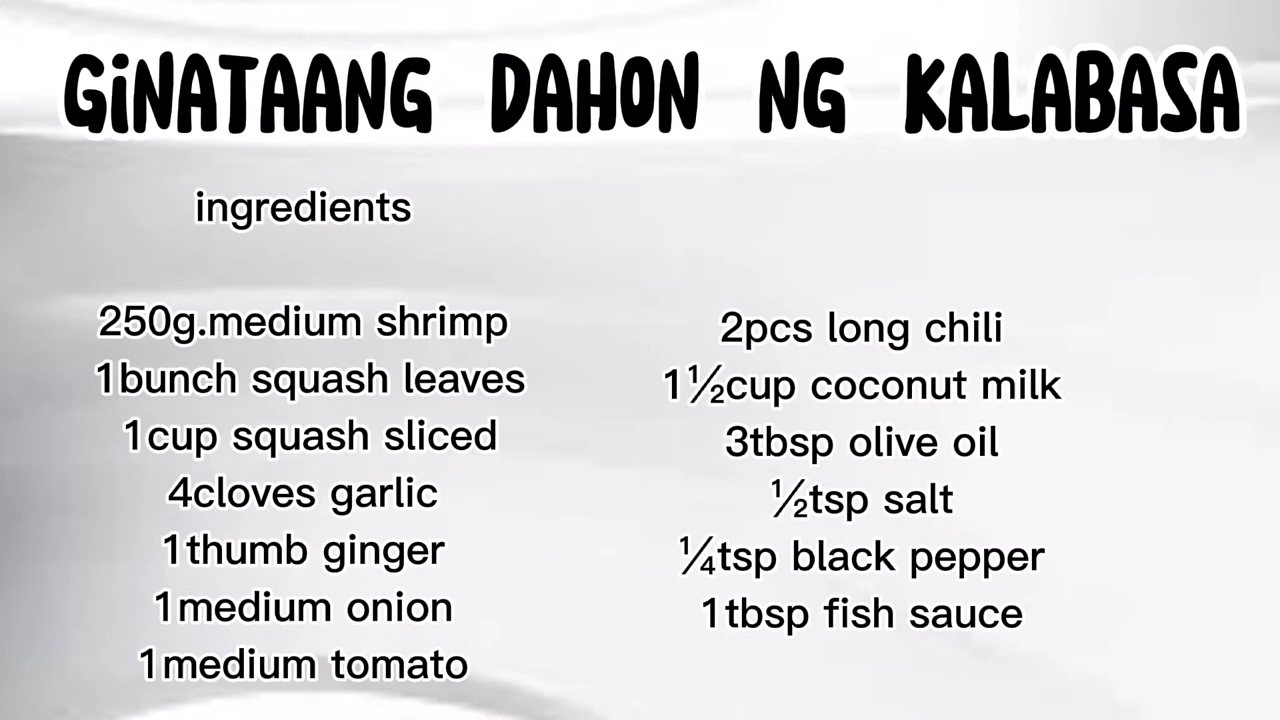 GiNATAANG DAHON NG KALABASA
ingredients
250g.medium shrimp
1bunch squash leaves
1cup squash sliced
4cloves garlic
1thumb ginger
1medium onion
1medium tomato
2pcs long chili
1½cup coconut milk
3tbsp olive oil
½tsp salt
¼tsp black pepper
1tbsp fish sauce